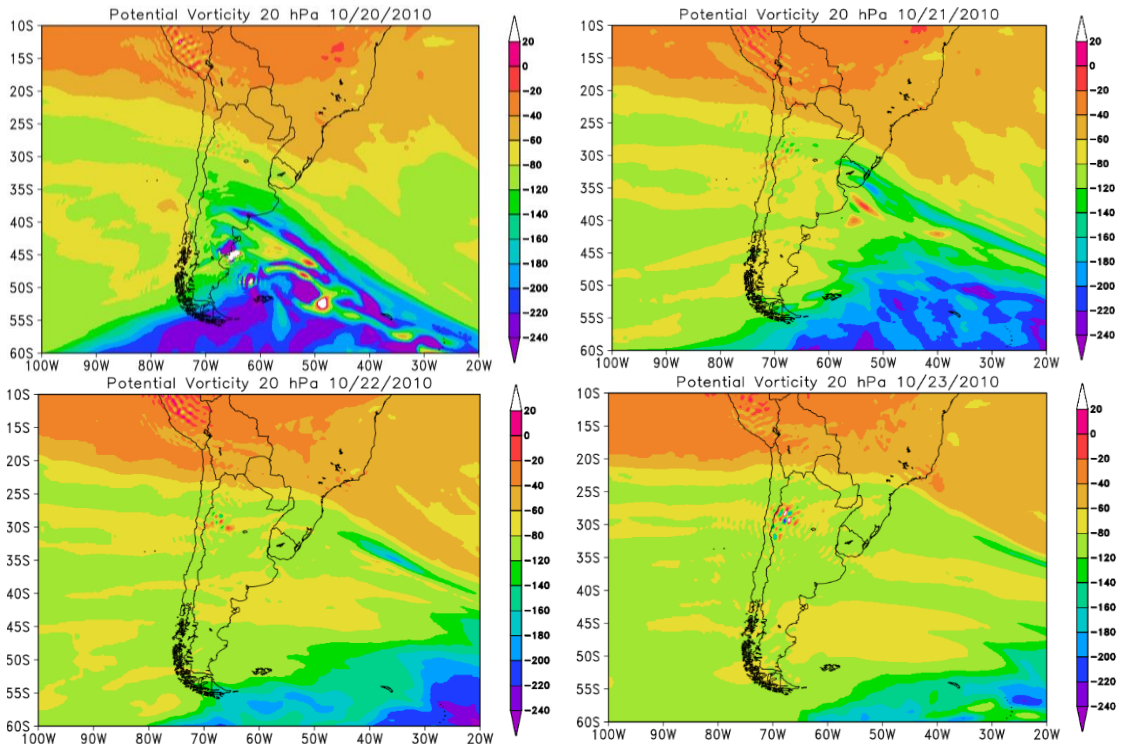 Potential Vorticity 20 hPa 10/20/2010
10S
15S
20S
25S
30S
35S
40S
45S
50S
55S
60S
100W 90W 80W 70W 60W 50W 40W 30W 20W
20
0
−20
−40
−60
−80
−120
−140
−160
−180
−200
−220
−240
Potential Vorticity 20 hPa 10/21/2010
10S
15S
20S
25S
30S
35S
40S
45S
50S
55S
60S
100W 90W 80W 70W 60W 50W 40W 30W 20W
20
0
−20
−40
−60
−80
−120
−140
−160
−180
−200
−220
−240
Potential Vorticity 20 hPa 10/22/2010
10S
15S
20S
25S
30S
35S
40S
45S
50S
55S
60S
100W 90W 80W 70W 60W 50W 40W 30W 20W
20
0
−20
−40
−60
−80
−120
−140
−160
−180
−200
−220
−240
Potential Vorticity 20 hPa 10/23/2010
10S
15S
20S
25S
30S
35S
40S
45S
50S
55S
60S
100W 90W 80W 70W 60W 50W 40W 30W 20W
20
0
−20
−40
−60
−80
−120
−140
−160
−180
−200
−220
−240